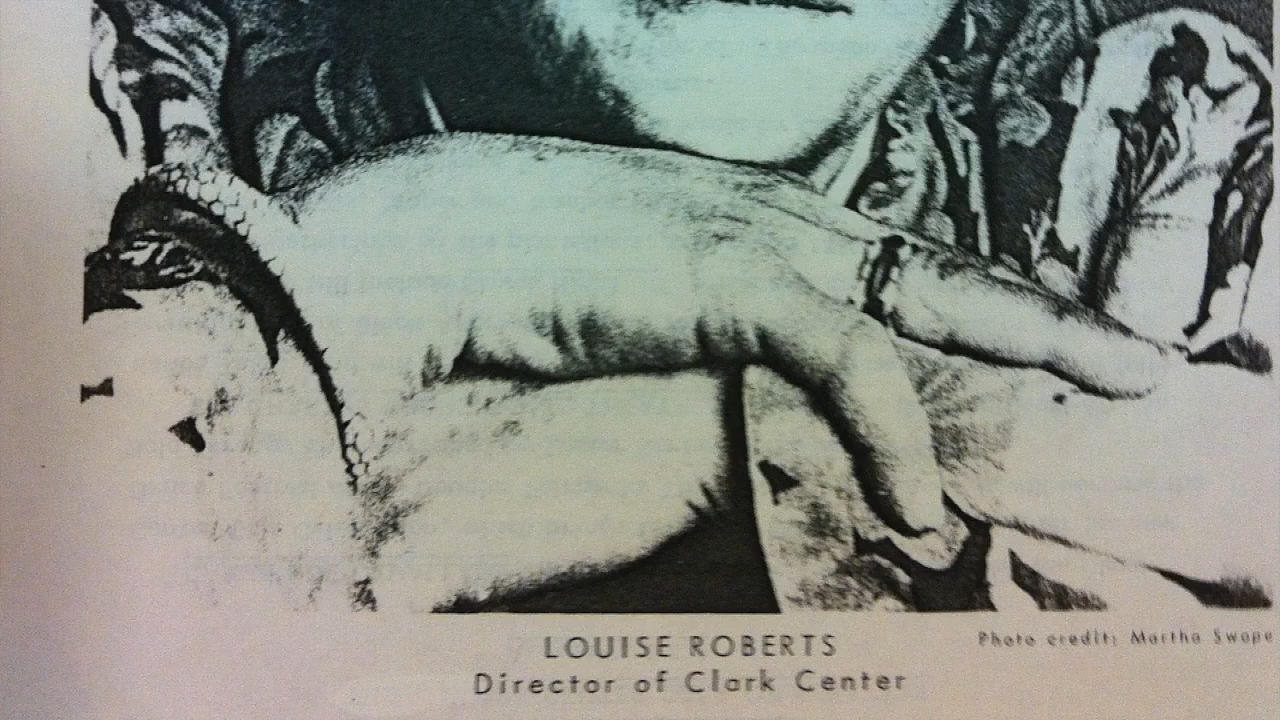 LOUISE ROBERTS
Photo credit: Martha Swope
Director of Clark Center